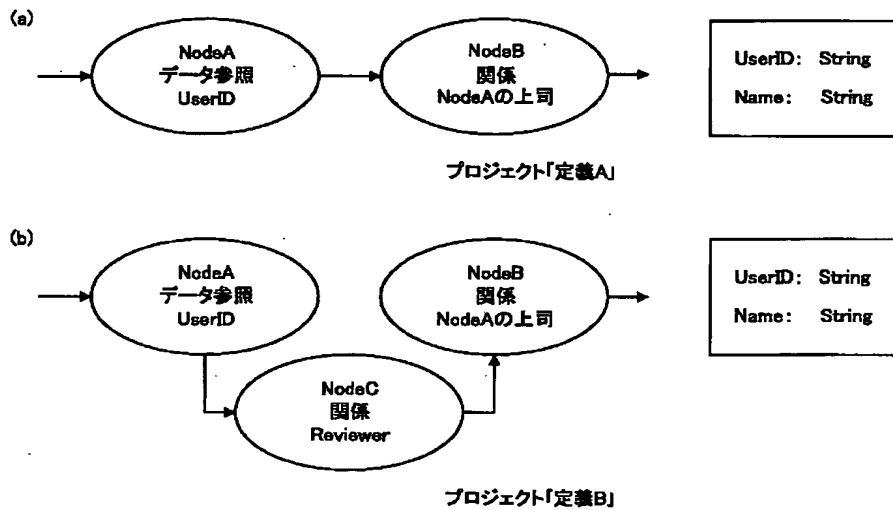 (a)
NodeA
データ参照
UserID
NodeB
関係
NodeAの上司
UserID: String
Name: String
プロジェクト「定義A」
(b)
NodeA
データ参照
UserID
NodeB
関係
NodeAの上司
UserID: String
Name: String
NodeC
関係
Reviewer
プロジェクト「定義B」